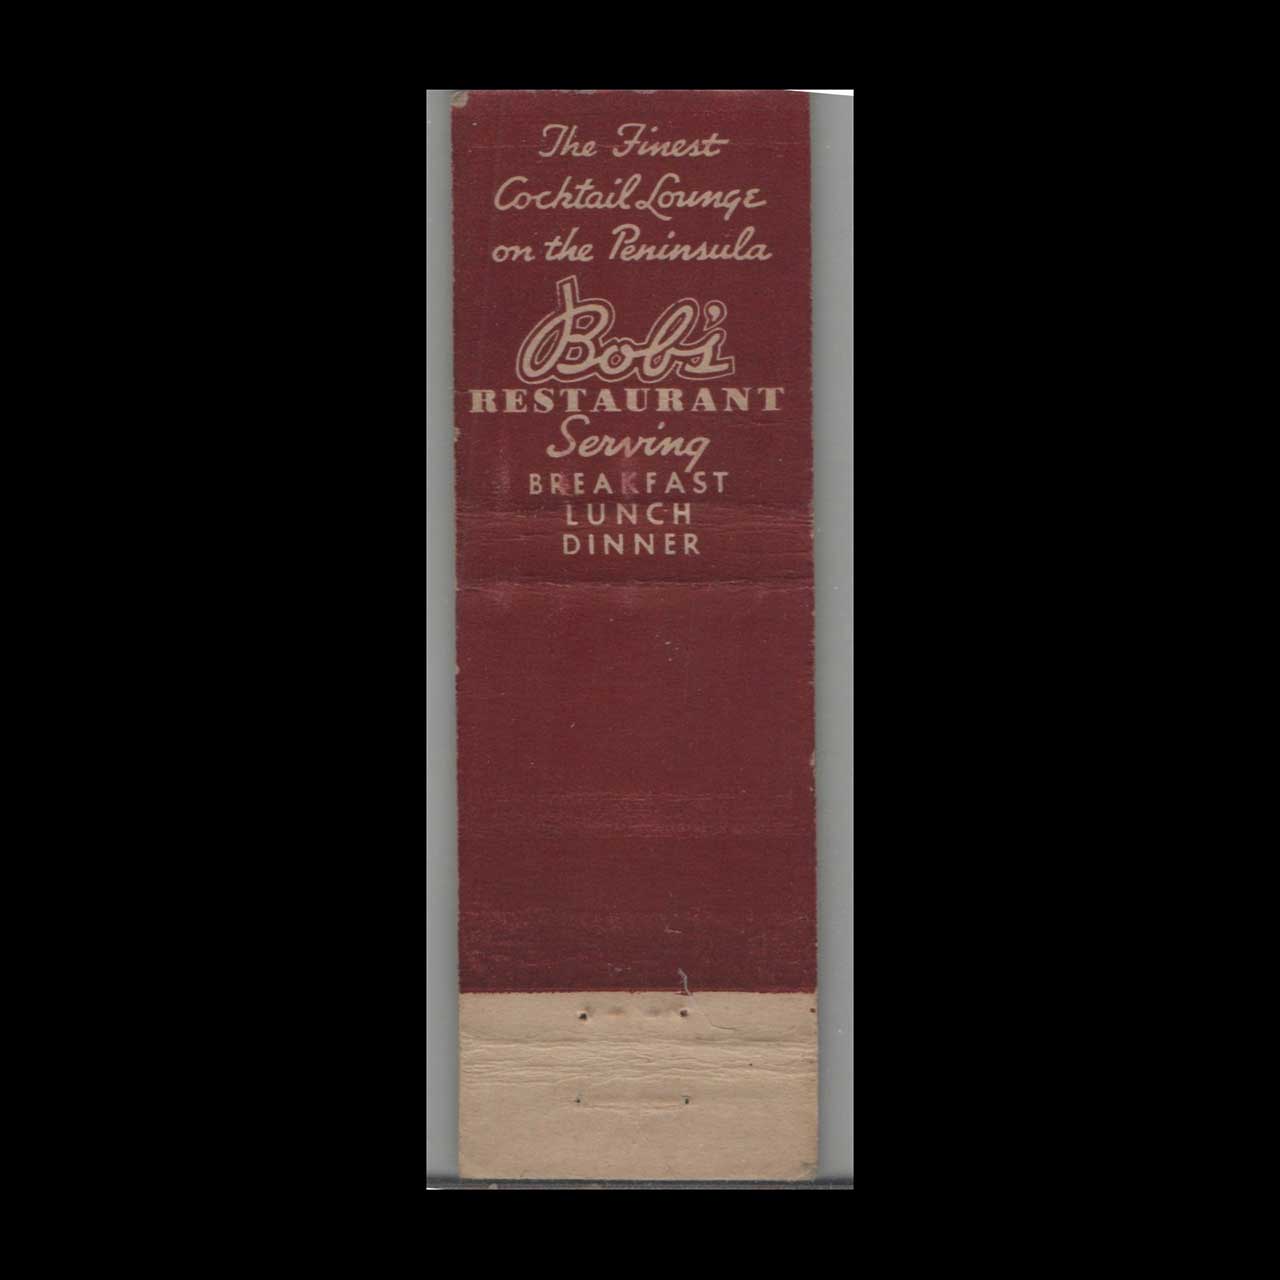 The Finest
Cocktail Lounge
on the Peninsula
Bob's
RESTAURANT
Serving
BREAKFAST
LUNCH
DINNER